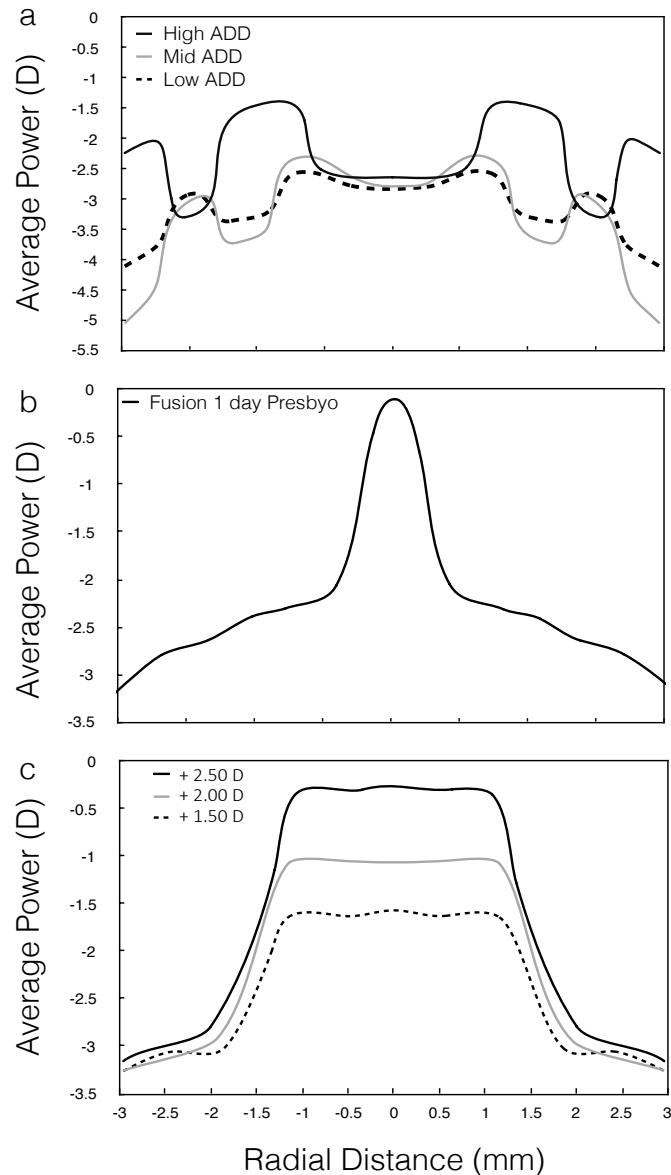 a
0
-0.5
-1
-1.5
-2
-2.5
-3
-3.5
-4
-4.5
-5
-5.5
Average Power (D)
High ADD
Mid ADD
Low ADD
b
0
-0.5
-1
-1.5
-2
-2.5
-3
-3.5
Average Power (D)
Fusion 1 day Presbyo
c
0
-0.5
-1
-1.5
-2
-2.5
-3
-3.5
Average Power (D)
+ 2.50 D
+ 2.00 D
+ 1.50 D
-3 -2.5 -2 -1.5 -1 -0.5 0 0.5 1 1.5 2 2.5 3
Radial Distance (mm)